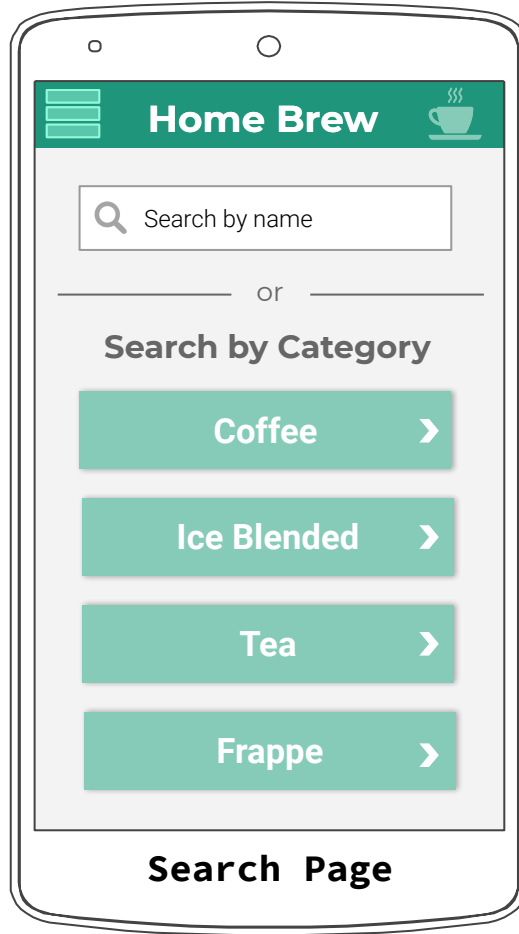 Home Brew
Search by name
or
Search by Category
Coffee
Ice Blended
Tea
Frappe
Search Page